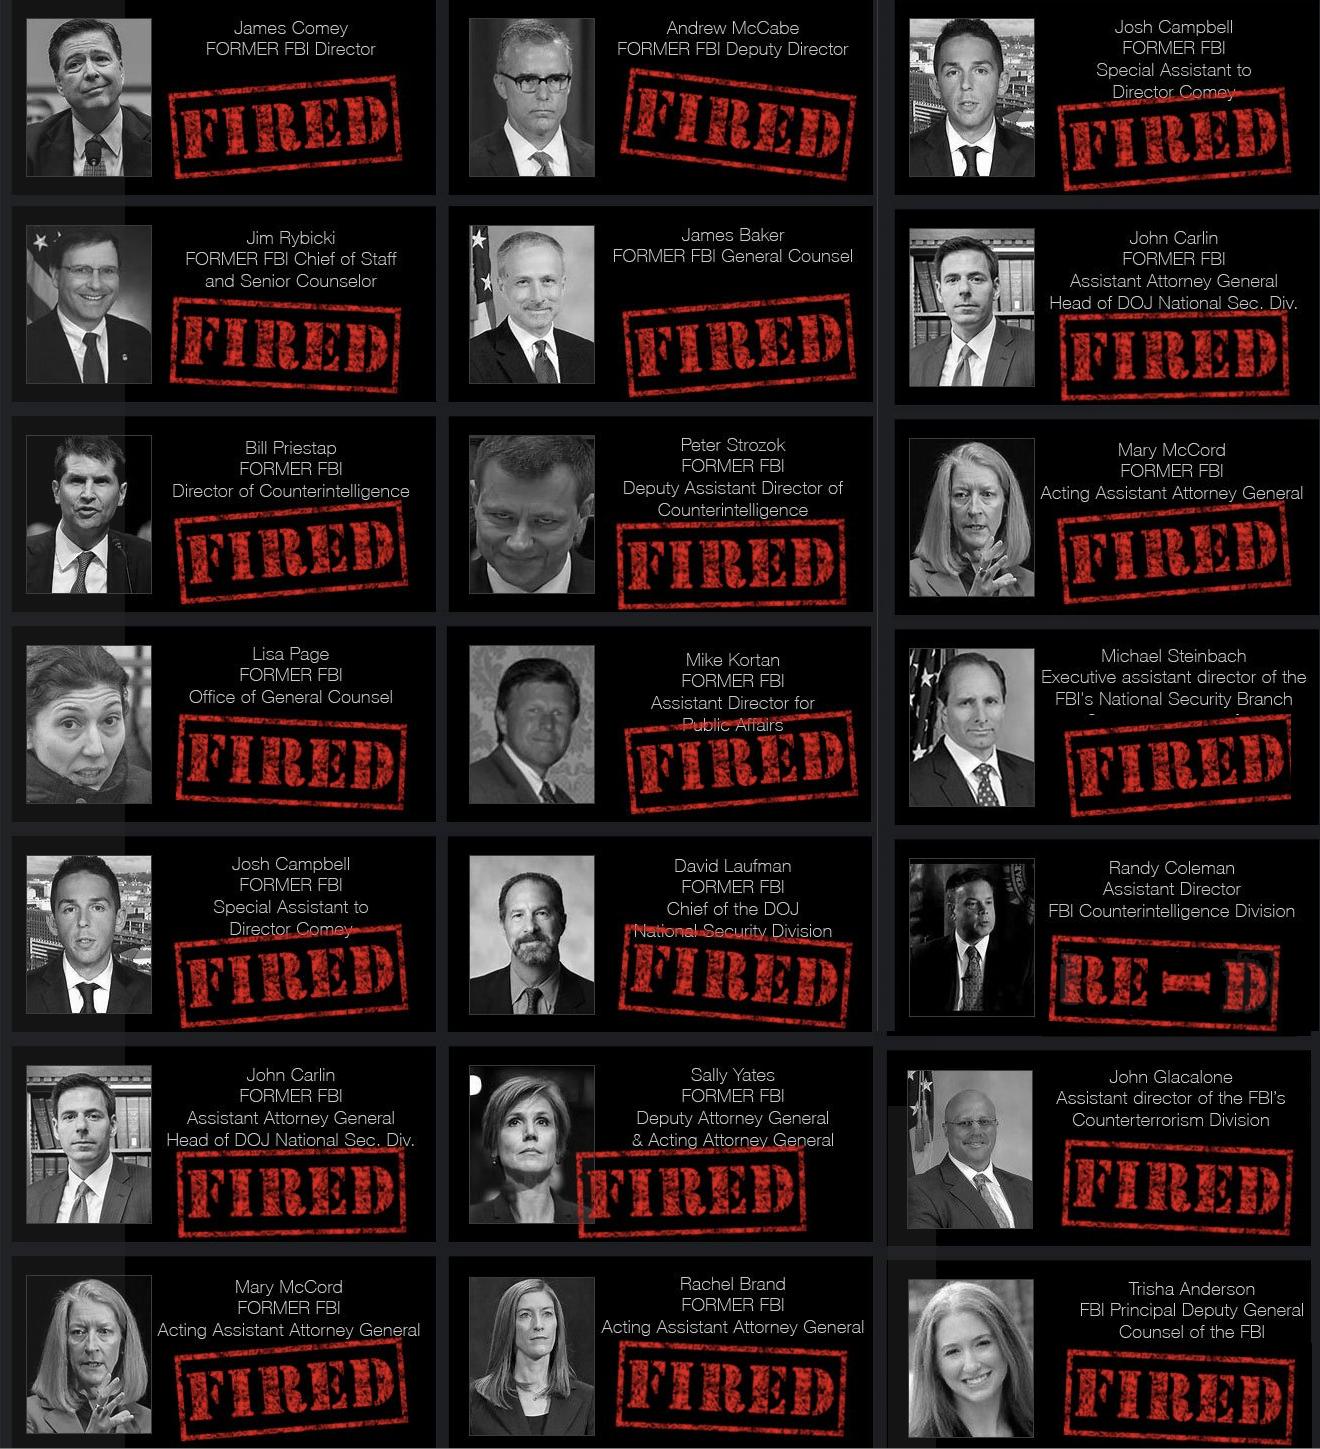 James Comey
FORMER FBI Director
FIRED
Andrew McCabe
FORMER FBI Deputy Director
FIRED
Josh Campbell
FORMER FBI
Special Assistant to
Director Comey
FIRED
Jim Rybicki
FORMER FBI Chief of Staff
and Senior Counselor
FIRED
James Baker
FORMER FBI General Counsel
FIRED
John Carlin
FORMER FBI
Assistant Attorney General
Head of DOJ National Sec. Div.
FIRED
Bill Priestap
FORMER FBI
Director of Counterintelligence
FIRED
Peter Strozok
FORMER FBI
Deputy Assistant Director of
Counterintelligence
FIRED
Mary McCord
FORMER FBI
Acting Assistant Attorney General
FIRED
Lisa Page
FORMER FBI
Office of General Counsel
FIRED
Mike Kortan
FORMER FBI
Assistant Director for
Public Affairs
FIRED
Michael Steinbach
Executive assistant director of the
FBI's National Security Branch
FIRED
Josh Campbell
FORMER FBI
Special Assistant to
Director Comey
FIRED
David Laufman
FORMER FBI
Chief of the DOJ
National Security Division
FIRED
Randy Coleman
Assistant Director
FBI Counterintelligence Division
RE-D
John Carlin
FORMER FBI
Assistant Attorney General
Head of DOJ National Sec. Div.
FIRED
Sally Yates
FORMER FBI
Deputy Attorney General
& Acting Attorney General
FIRED
John Glacalone
Assistant director of the FBI's
Counterterrorism Division
FIRED
Mary McCord
FORMER FBI
Acting Assistant Attorney General
FIRED
Rachel Brand
FORMER FBI
Acting Assistant Attorney General
FIRED
Trisha Anderson
FBI Principal Deputy General
Counsel of the FBI
FIRED